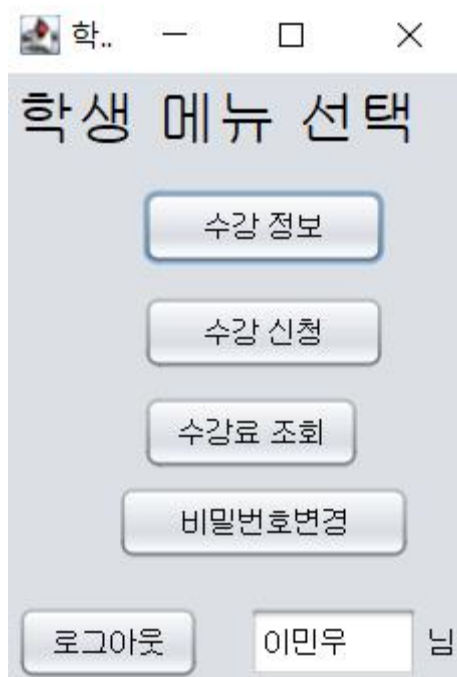 학..
학생 메뉴 선택
수강 정보
수강 신청
수강료 조회
비밀번호변경
로그아웃 이민우 님